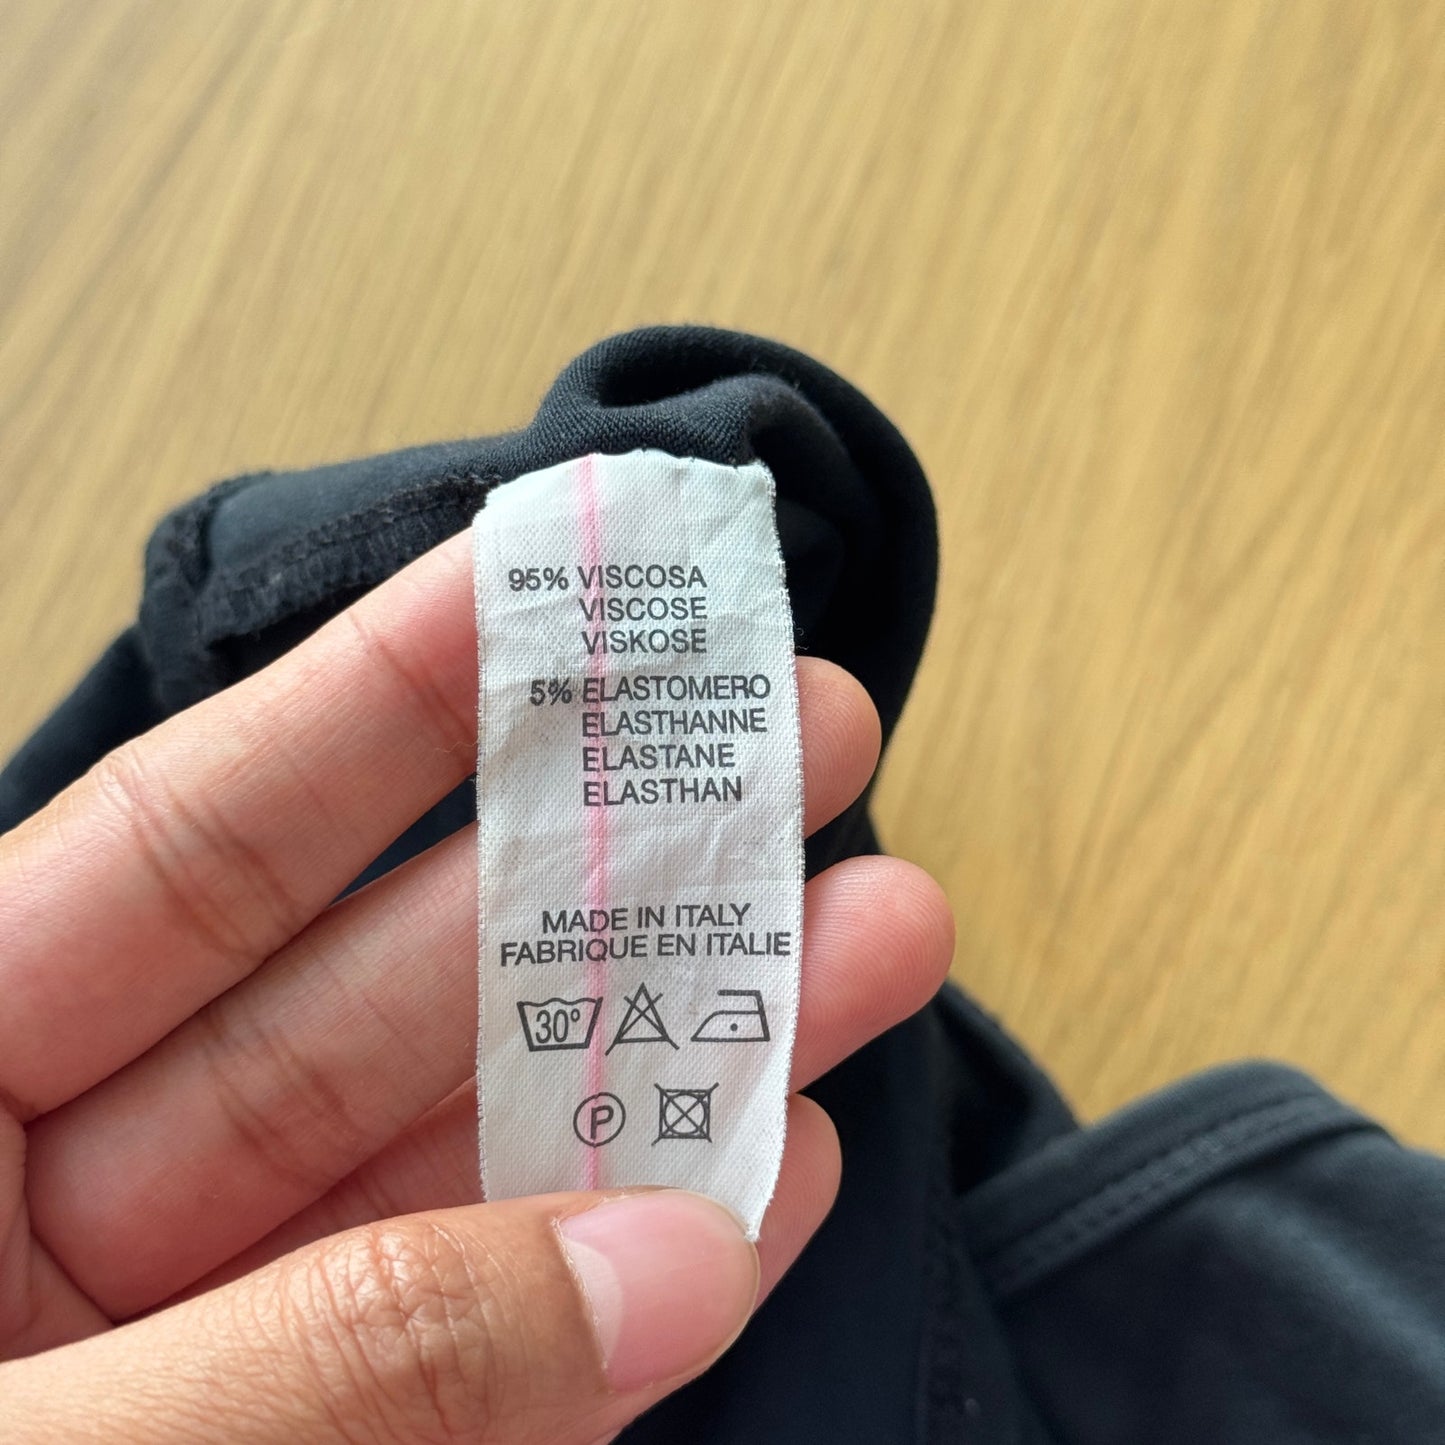 95% VISCOSA
VISCOSE
VISKOSE
5% ELASTOMERO
ELASTHANNE
ELASTANE
ELASTHAN
MADE IN ITALY
FABRIQUE EN ITALIE
30°
P